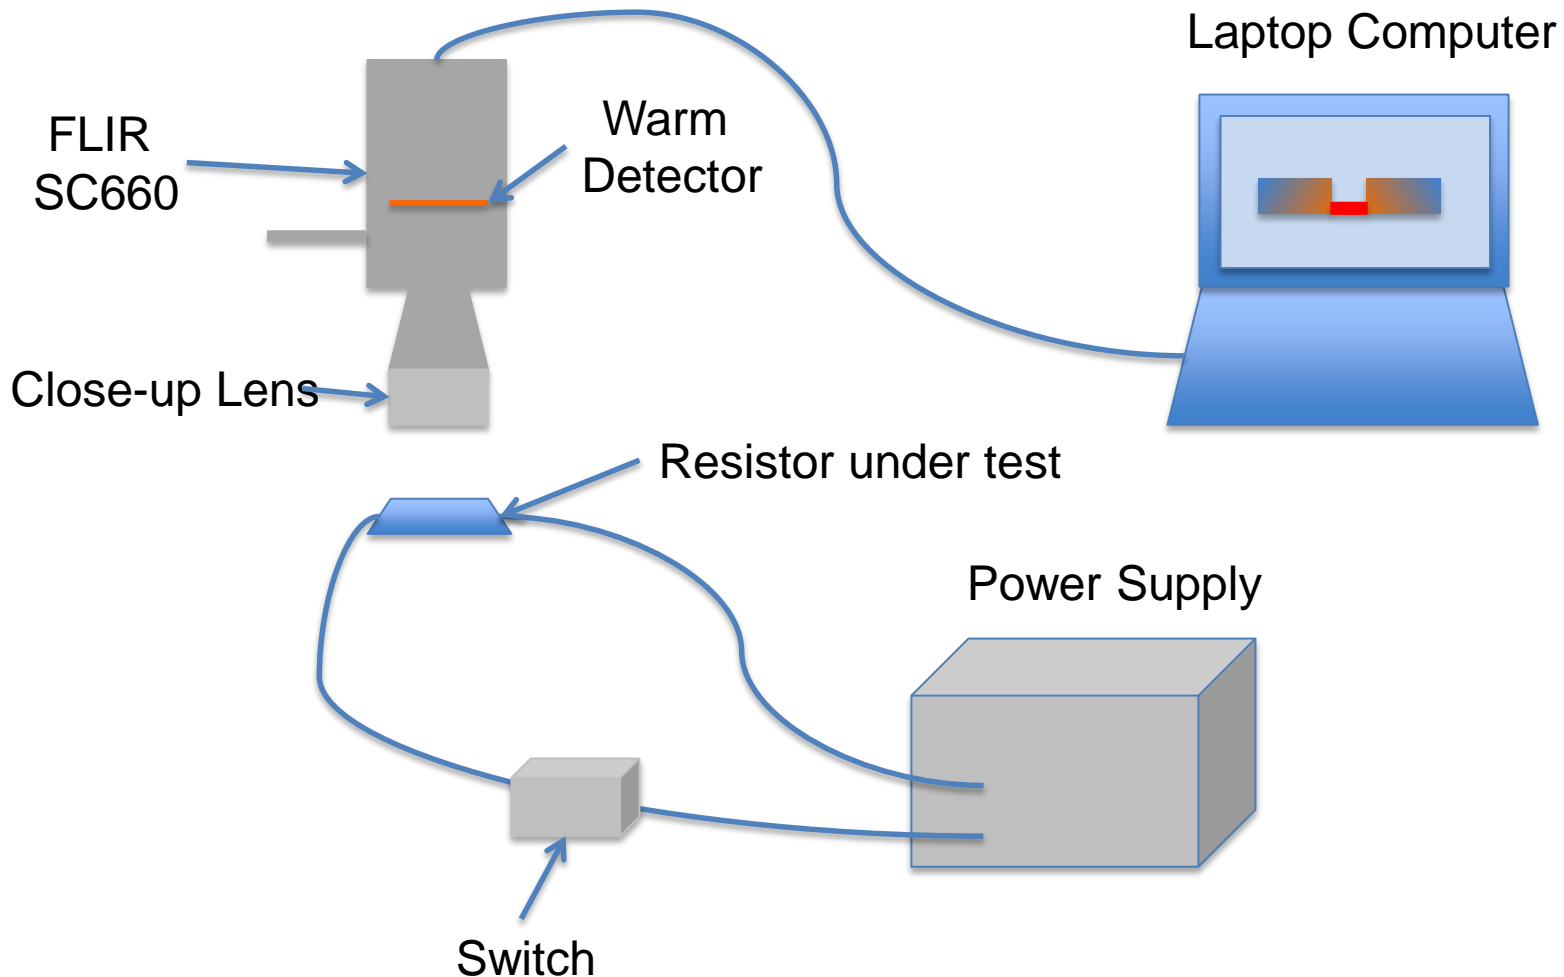 Laptop Computer
FLIR
SC660
Warm
Detector
Close-up Lens
Resistor under test
Power Supply
Switch